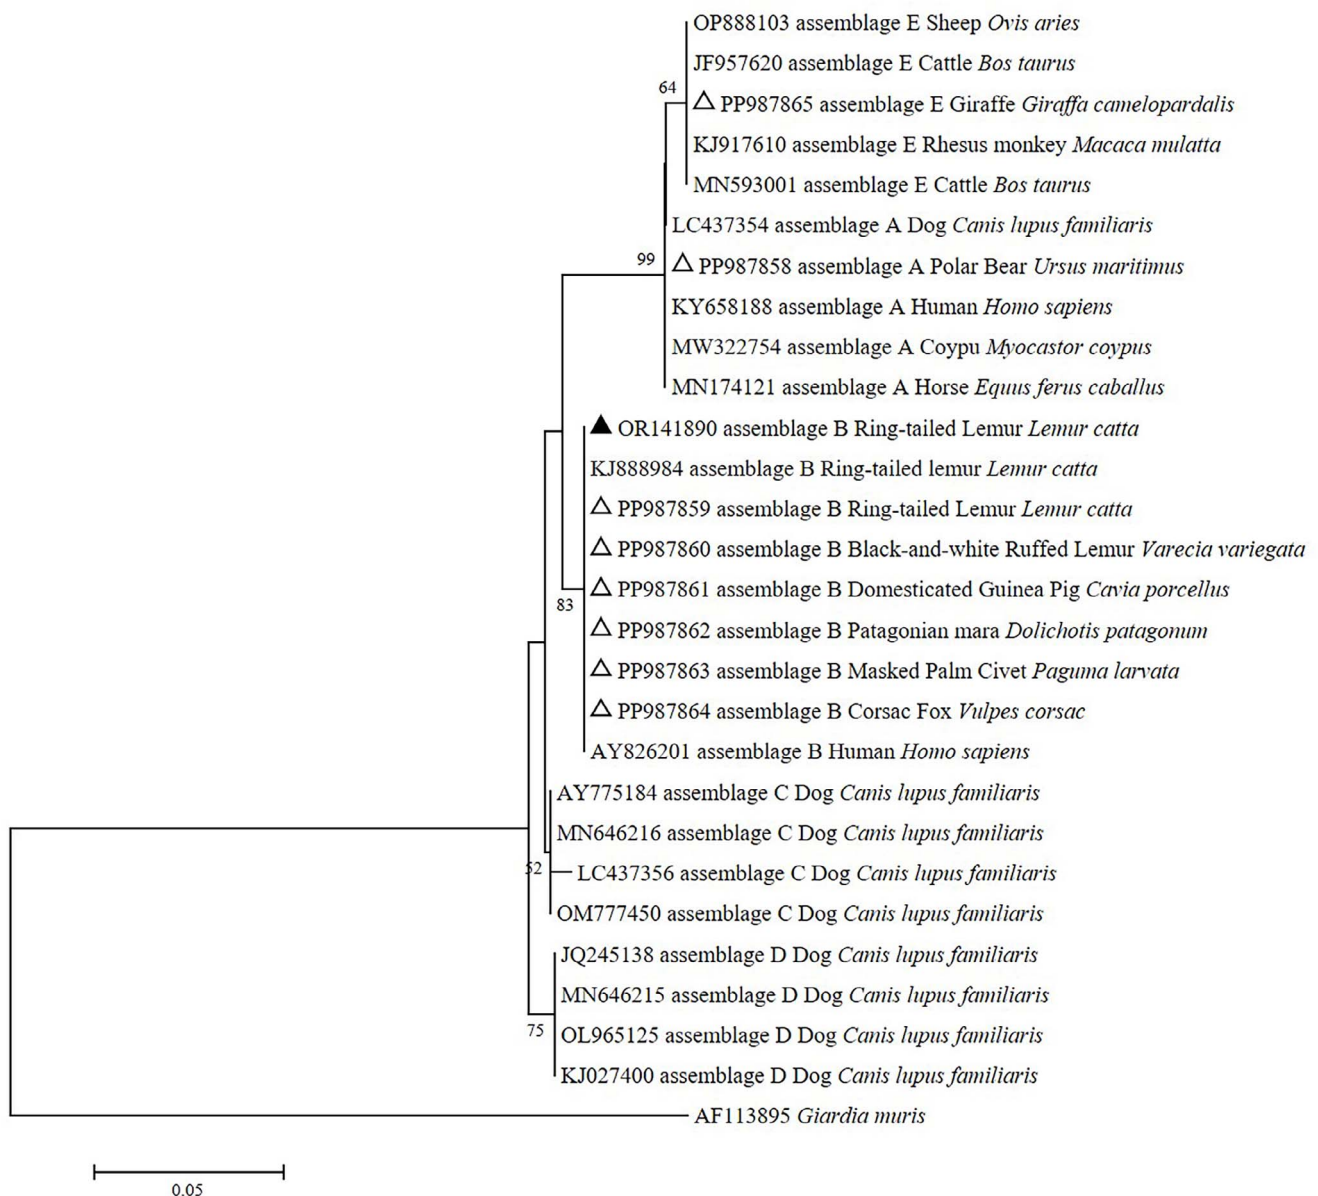 OP888103 assemblage E Sheep Ovis aries
JF957620 assemblage E Cattle Bos taurus
64
PP987865 assemblage E Giraffe Giraffa camelopardalis
KJ917610 assemblage E Rhesus monkey Macaca mulatta
MN593001 assemblage E Cattle Bos taurus
LC437354 assemblage A Dog Canis lupus familiaris
99
PP987858 assemblage A Polar Bear Ursus maritimus
KY658188 assemblage A Human Homo sapiens
MW322754 assemblage A Coypu Myocastor coypus
MN174121 assemblage A Horse Equus ferus caballus
OR141890 assemblage B Ring-tailed Lemur Lemur catta
KJ888984 assemblage B Ring-tailed lemur Lemur catta
PP987859 assemblage B Ring-tailed Lemur Lemur catta
PP987860 assemblage B Black-and-white Ruffed Lemur Varecia variegata
PP987861 assemblage B Domesticated Guinea Pig Cavia porcellus
83
PP987862 assemblage B Patagonian mara Dolichotis patagonum
PP987863 assemblage B Masked Palm Civet Paguma larvata
PP987864 assemblage B Corsac Fox Vulpes corsac
AY826201 assemblage B Human Homo sapiens
AY775184 assemblage C Dog Canis lupus familiaris
MN646216 assemblage C Dog Canis lupus familiaris
52
LC437356 assemblage C Dog Canis lupus familiaris
OM777450 assemblage C Dog Canis lupus familiaris
JQ245138 assemblage D Dog Canis lupus familiaris
MN646215 assemblage D Dog Canis lupus familiaris
75
OL965125 assemblage D Dog Canis lupus familiaris
KJ027400 assemblage D Dog Canis lupus familiaris
AF113895 Giardia muris
0.05